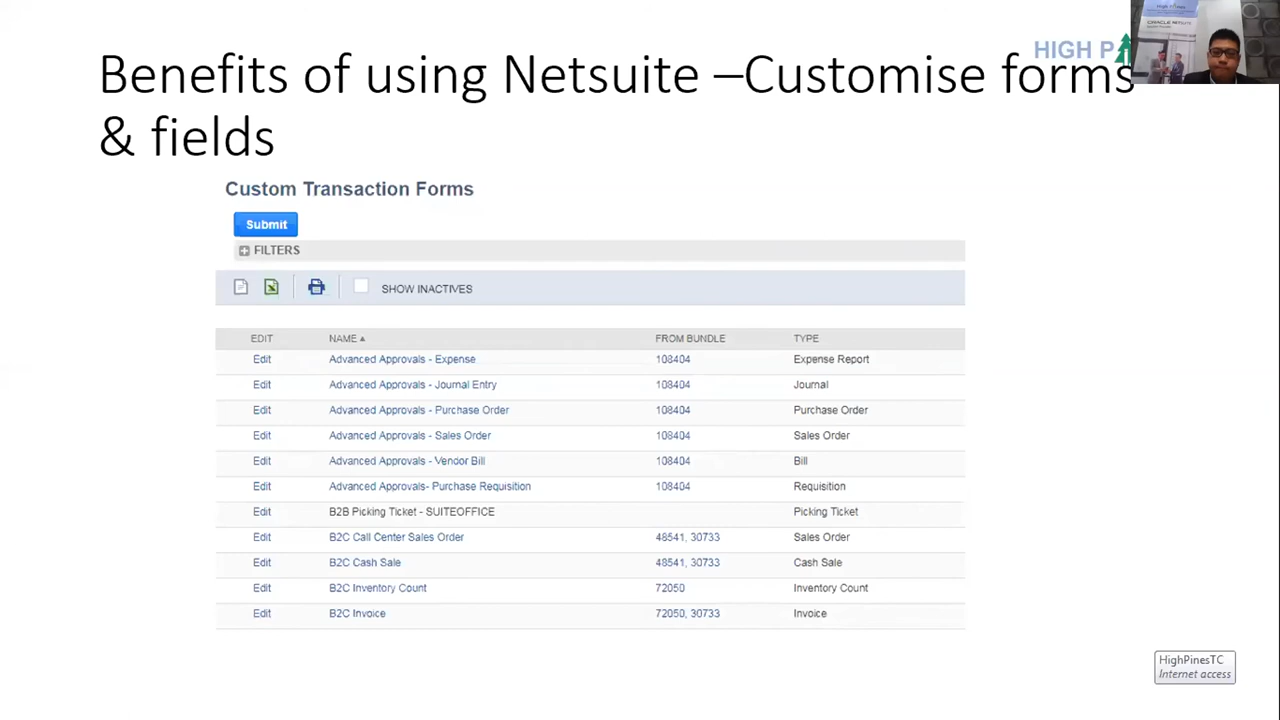 HIGH P
Benefits of using Netsuite –Customise forms
& fields
Custom Transaction Forms
Submit
FILTERS
SHOW INACTIVES
EDIT NAME FROM BUNDLE TYPE
Edit Advanced Approvals - Expense 108404 Expense Report
Edit Advanced Approvals - Journal Entry 108404 Journal
Edit Advanced Approvals - Purchase Order 108404 Purchase Order
Edit Advanced Approvals - Sales Order 108404 Sales Order
Edit Advanced Approvals - Vendor Bill 108404 Bill
Edit Advanced Approvals- Purchase Requisition 108404 Requisition
Edit B2B Picking Ticket - SUITEOFFICE Picking Ticket
Edit B2C Call Center Sales Order 48541, 30733 Sales Order
Edit B2C Cash Sale 48541, 30733 Cash Sale
Edit B2C Inventory Count 72050 Inventory Count
Edit B2C Invoice 72050, 30733 Invoice
HighPinesTC
Internet access